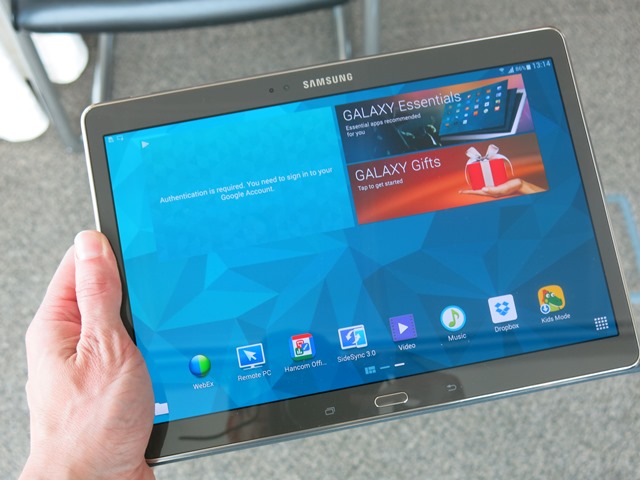 SAMSUNG
86% 13:14
GALAXY Essentials
Essential apps recommended
for you
GALAXY Gifts
Tap to get started
Authentication is required. You need to sign in to your
Google Account.
WebEx
Remote PC
Hancom Offi...
SideSync 3.0
Video
Music
Dropbox
Kids Mode